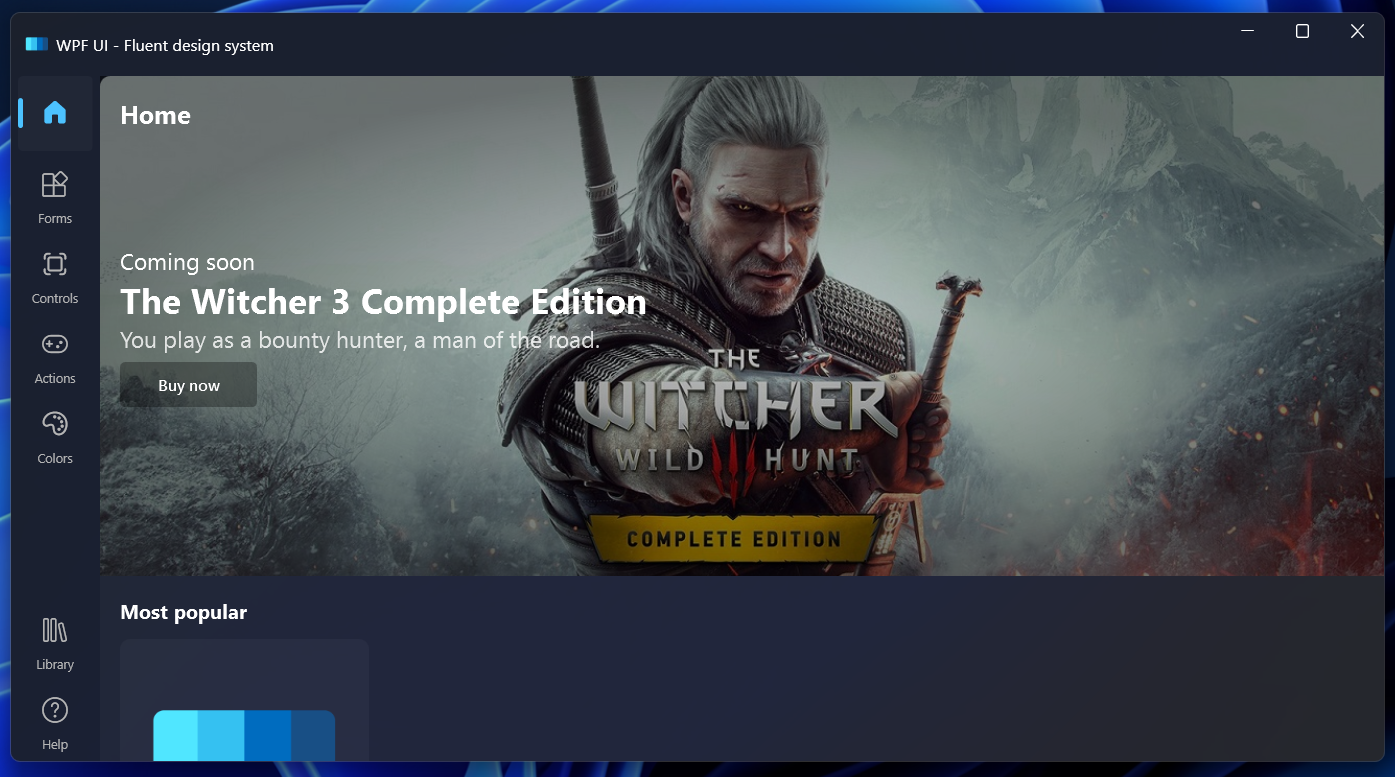 WPF UI - Fluent design system
Home
Forms
Controls
Actions
Colors
Library
Help
Home
Coming soon
The Witcher 3 Complete Edition
You play as a bounty hunter, a man of the road.
Buy now
THE
WITCHER
WILD HUNT
COMPLETE EDITION
Most popular